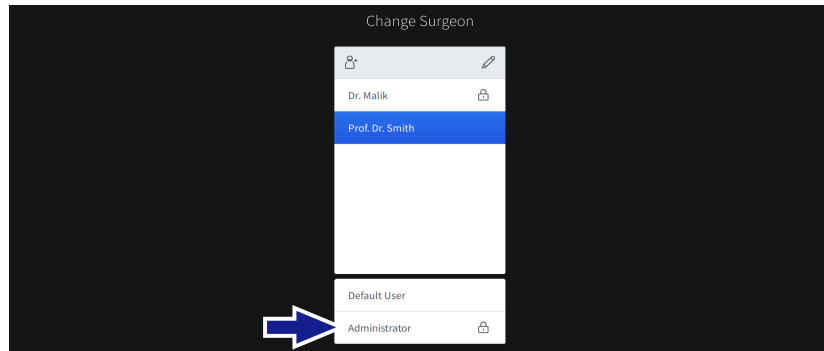 Change Surgeon
Dr. Malik
Prof. Dr. Smith
Default User
Administrator